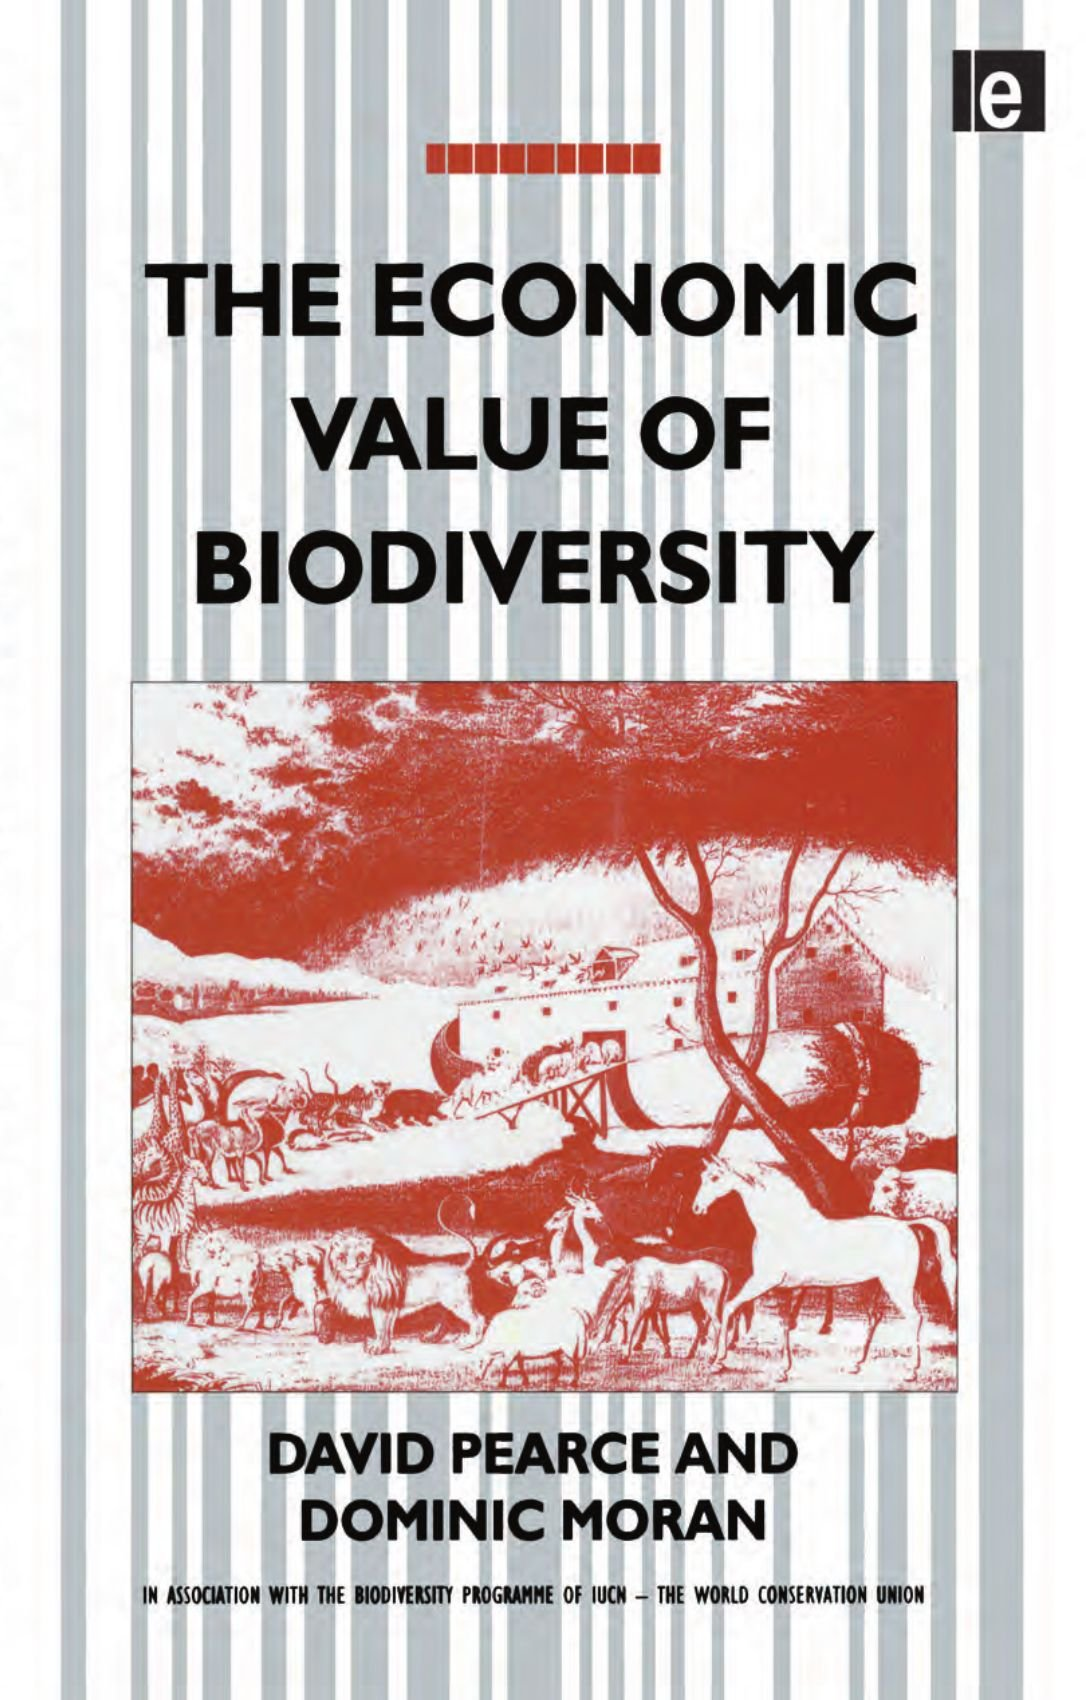 e
THE ECONOMIC
VALUE OF
BIODIVERSITY
DAVID PEARCE AND
DOMINIC MORAN
IN ASSOCIATION WITH THE BIODIVERSITY PROGRAMME OF IUCN – THE WORLD CONSERVATION UNION